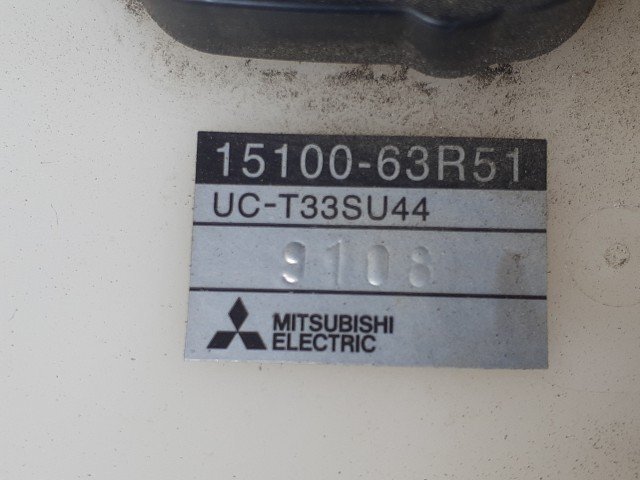 15100-63R51
UC-T33SU44
9108
MITSUBISHI
ELECTRIC